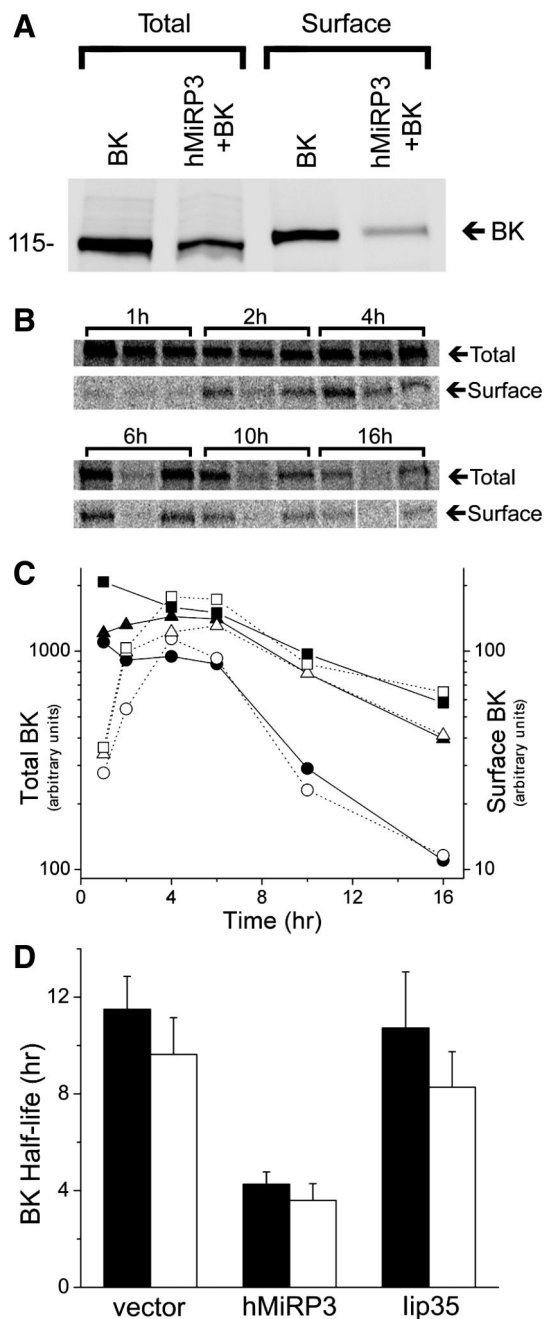 A
Total
Surface
BK
hMiRP3
+BK
BK
hMiRP3
+BK
115-
←BK
B
1h
2h
4h
←Total
←Surface
6h
10h
16h
←Total
←Surface
C
1000
100
Total BK
(arbitrary units)
100
10
Surface BK
(arbitrary units)
0
4
8
12
16
Time (hr)
D
12
8
4
0
BK Half-life (hr)
vector
hMiRP3
Iip35